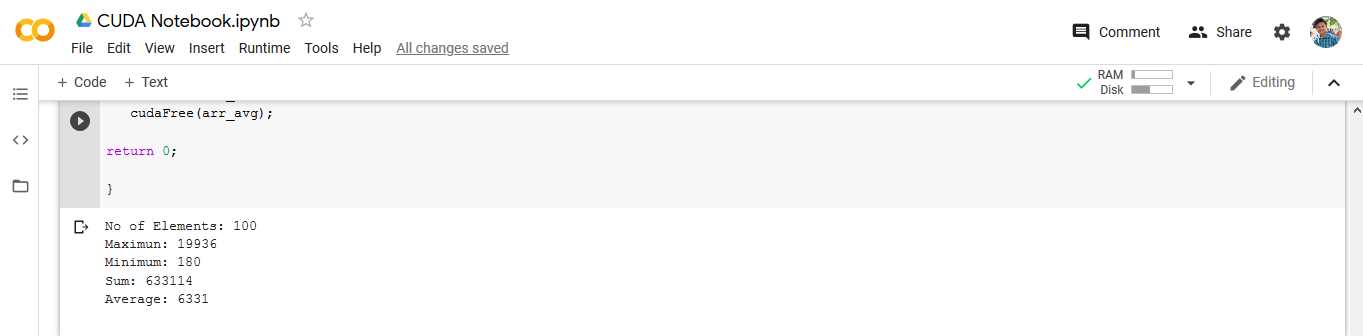 CUDA Notebook.ipynb
File Edit View Insert Runtime Tools Help All changes saved
Comment Share
+ Code + Text
RAM
Disk
Editing
cudaFree(arr_avg);
return 0;
}
No of Elements: 100
Maximun: 19936
Minimum: 180
Sum: 633114
Average: 6331